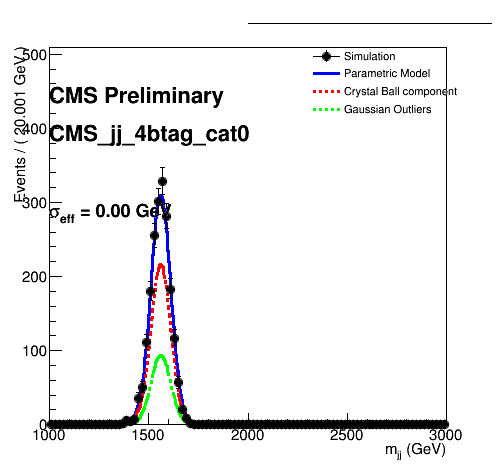 500
400
300
200
100
0
Events / ( 20.001 GeV )
Simulation
Parametric Model
Crystal Ball component
Gaussian Outliers
CMS Preliminary
CMS_jj_4btag_cat0
σeff = 0.00 GeV
1000 1500 2000 2500 3000
mjj (GeV)